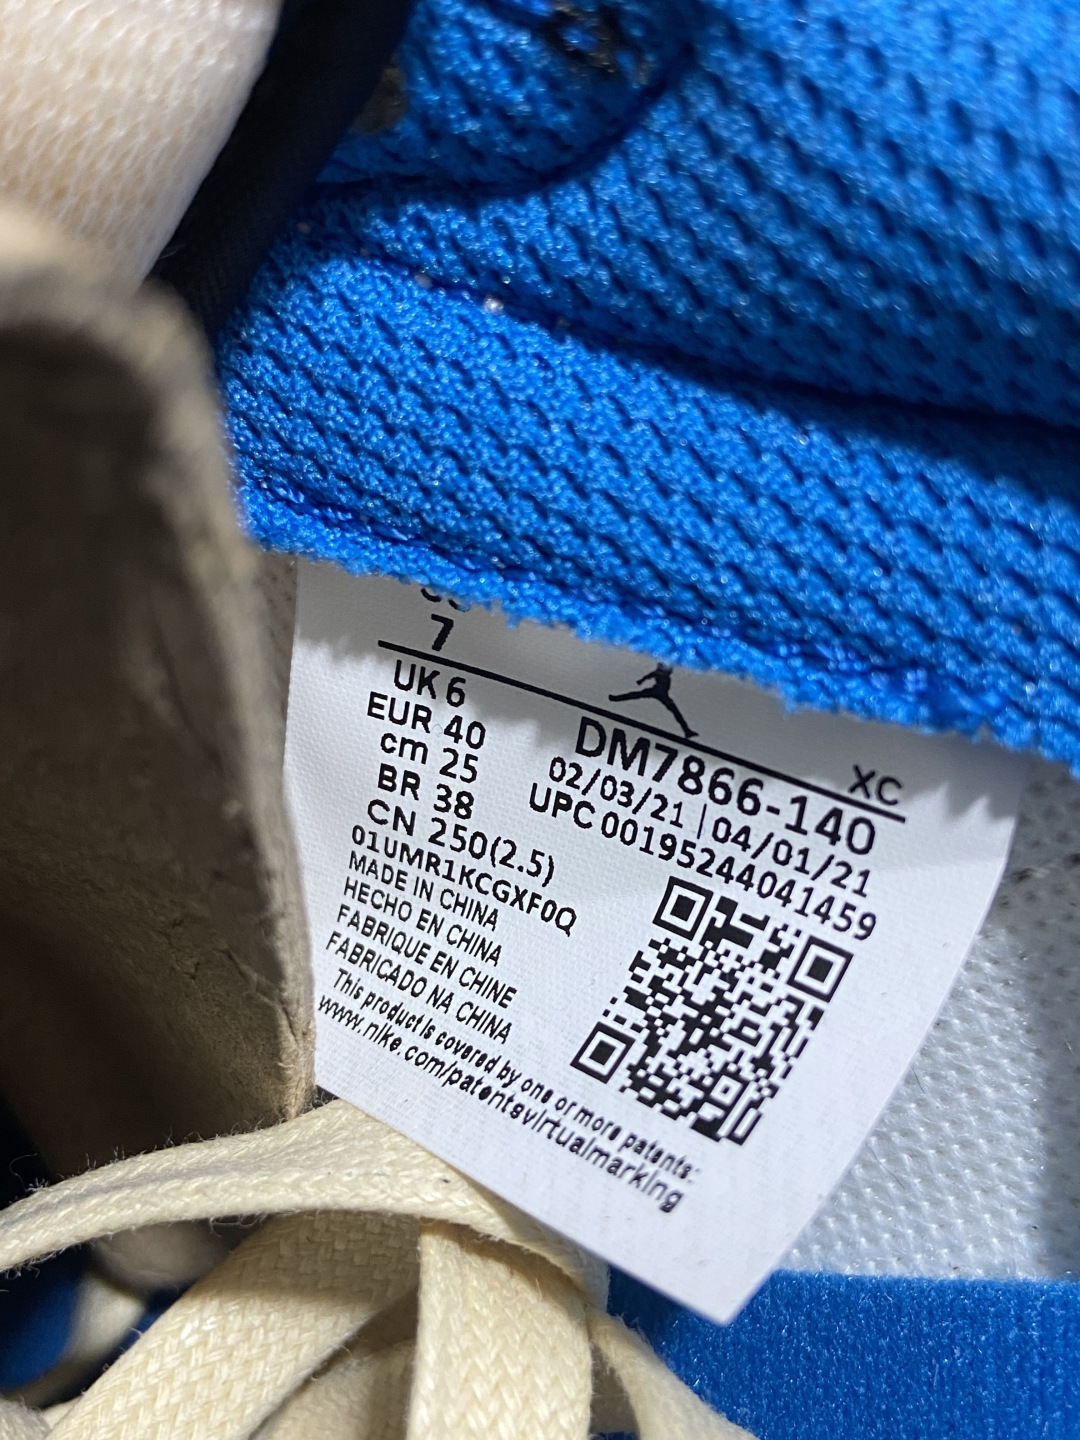 7
XC
UK 6
EUR 40
cm 25
BR 38
CN 250(2.5)
DM7866-140
02/03/21 | 04/01/21
UPC 00195244041459
01UMR1KCGXF0Q
MADE IN CHINA
HECHO EN CHINA
FABRIQUE EN CHINE
FABRICADO NA CHINA
This product is covered by one or more patents:
www.nike.com/patentsvirtualmarking